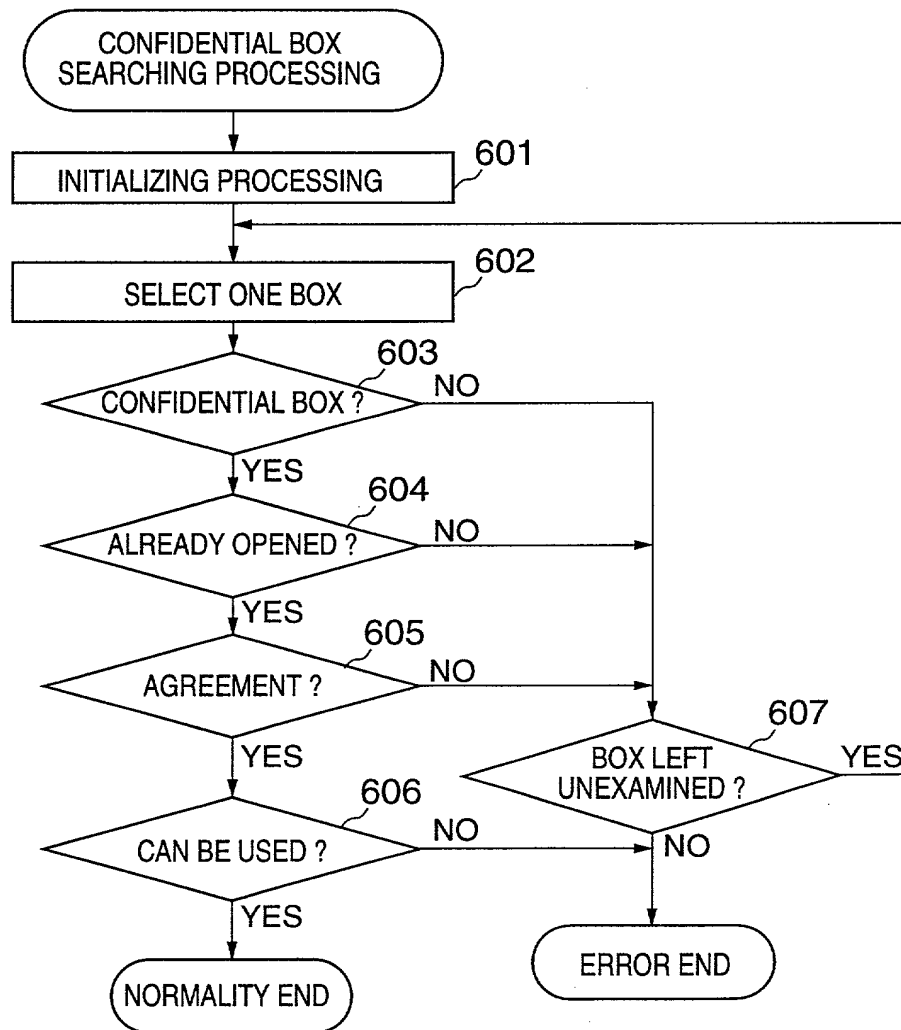 CONFIDENTIAL BOX
SEARCHING PROCESSING
601
INITIALIZING PROCESSING
602
SELECT ONE BOX
603
CONFIDENTIAL BOX ?
NO
YES
604
ALREADY OPENED ?
NO
YES
605
AGREEMENT ?
NO
YES
607
BOX LEFT
UNEXAMINED ?
YES
NO
606
CAN BE USED ?
NO
YES
NORMALITY END
ERROR END